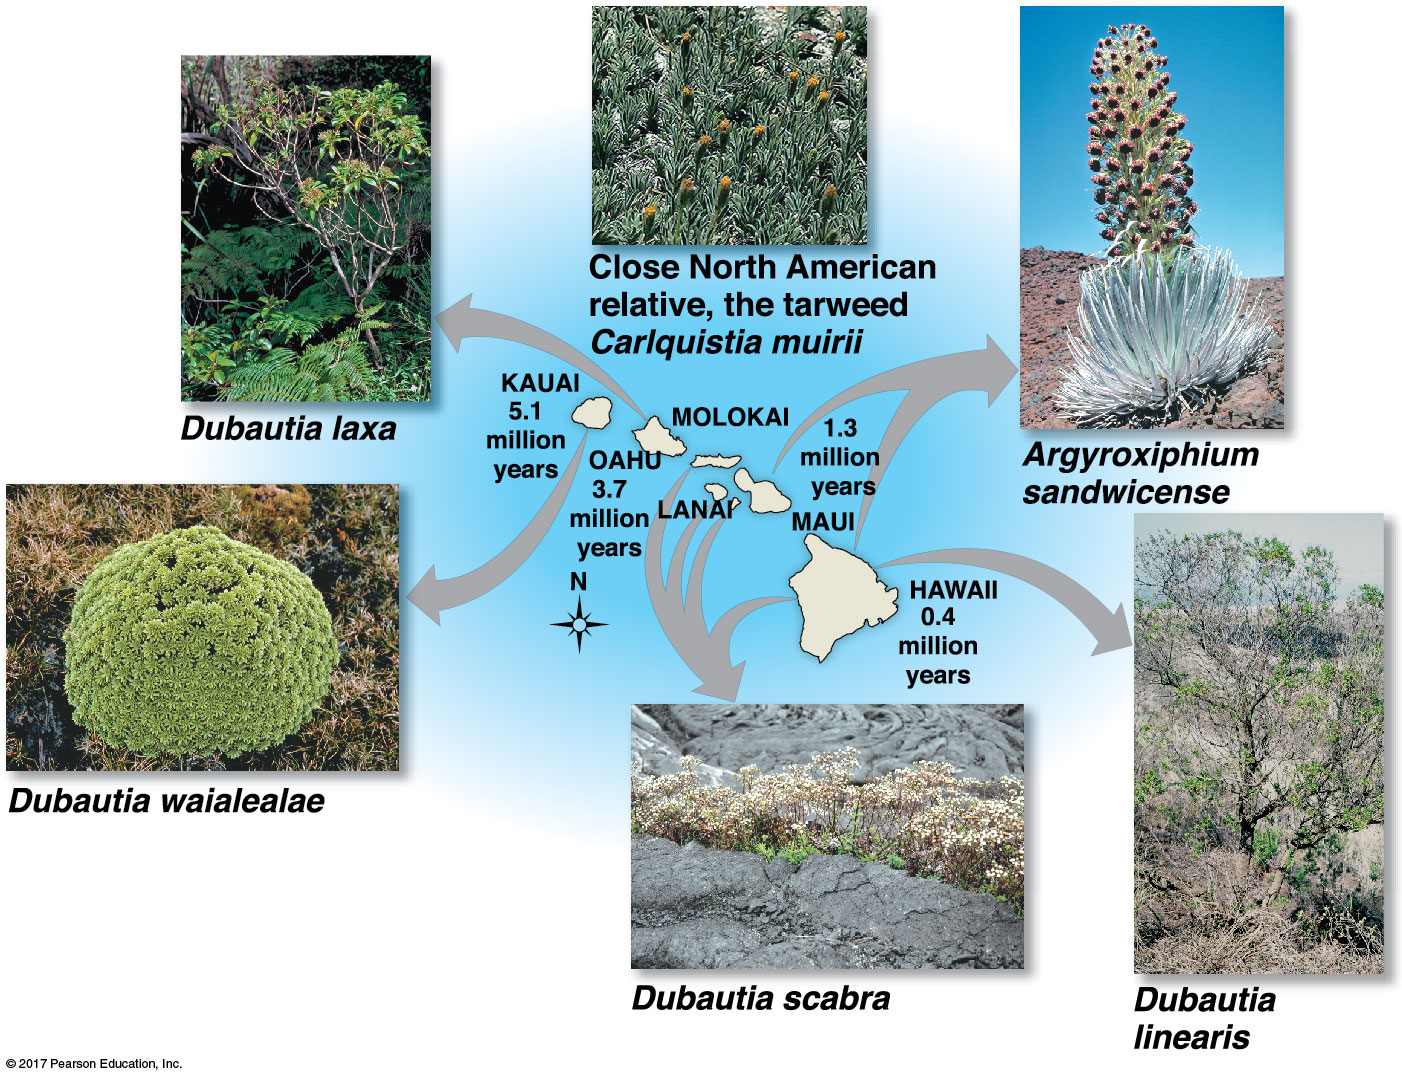 Close North American
relative, the tarweed
Carlquistia muirii
Dubautia laxa
KAUAI
5.1
million
years
MOLOKAI
1.3
million
years
Argyroxiphium
sandwicense
OAHU
3.7
million
years
LANAI
MAUI
N
HAWAII
0.4
million
years
Dubautia waialealae
Dubautia scabra
Dubautia
linearis
© 2017 Pearson Education, Inc.